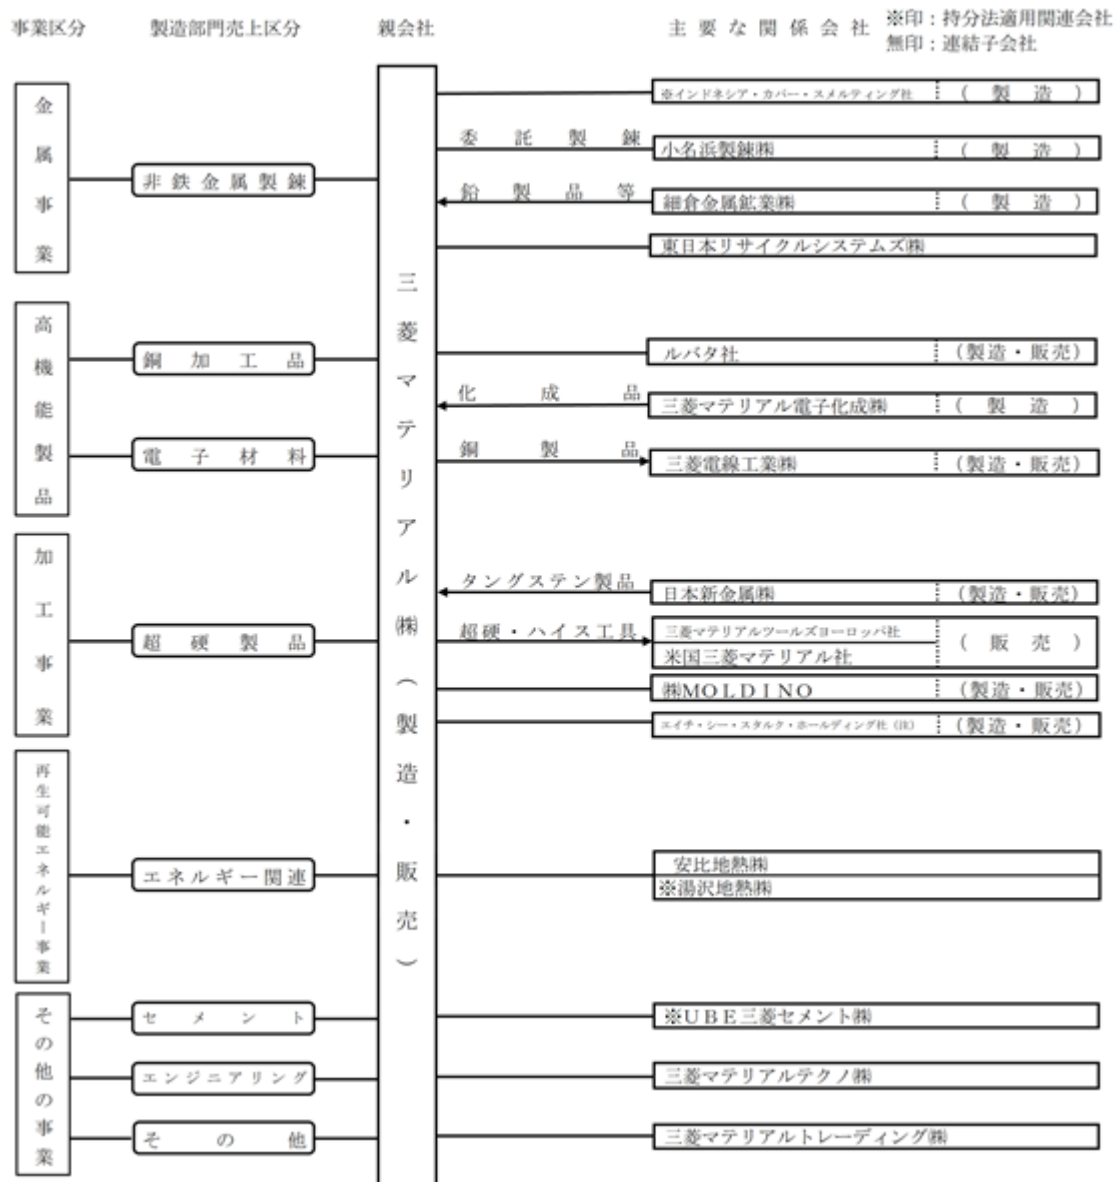 事業区分 製造部門売上区分 親会社 主要な関係会社 ※印：持分法適用関連会社
無印：連結子会社
金属事業
非鉄金属製錬
※インドネシア・カパー・スメルティング社 （製造）
委託製錬 小名浜製錬㈱ （製造）
鉛製品等 細倉金属鉱業㈱ （製造）
東日本リサイクルシステムズ㈱
三菱マテリアル㈱（製造・販売）
高機能製品
銅加工品
ルバタ社 （製造・販売）
化成品 三菱マテリアル電子化成㈱ （製造）
電子材料
銅製品 三菱電線工業㈱ （製造・販売）
加工事業
タングステン製品 日本新金属㈱ （製造・販売）
超硬製品
超硬・ハイス工具 三菱マテリアルツールズヨーロッパ社 （販売）
米国三菱マテリアル社
㈱MOLDINO （製造・販売）
エイチ・シー・スタルク・ホールディング社（注） （製造・販売）
再生可能エネルギー事業
エネルギー関連
安比地熱㈱
※湯沢地熱㈱
その他の事業
セメント ※UBE三菱セメント㈱
エンジニアリング 三菱マテリアルテクノ㈱
その他 三菱マテリアルトレーディング㈱